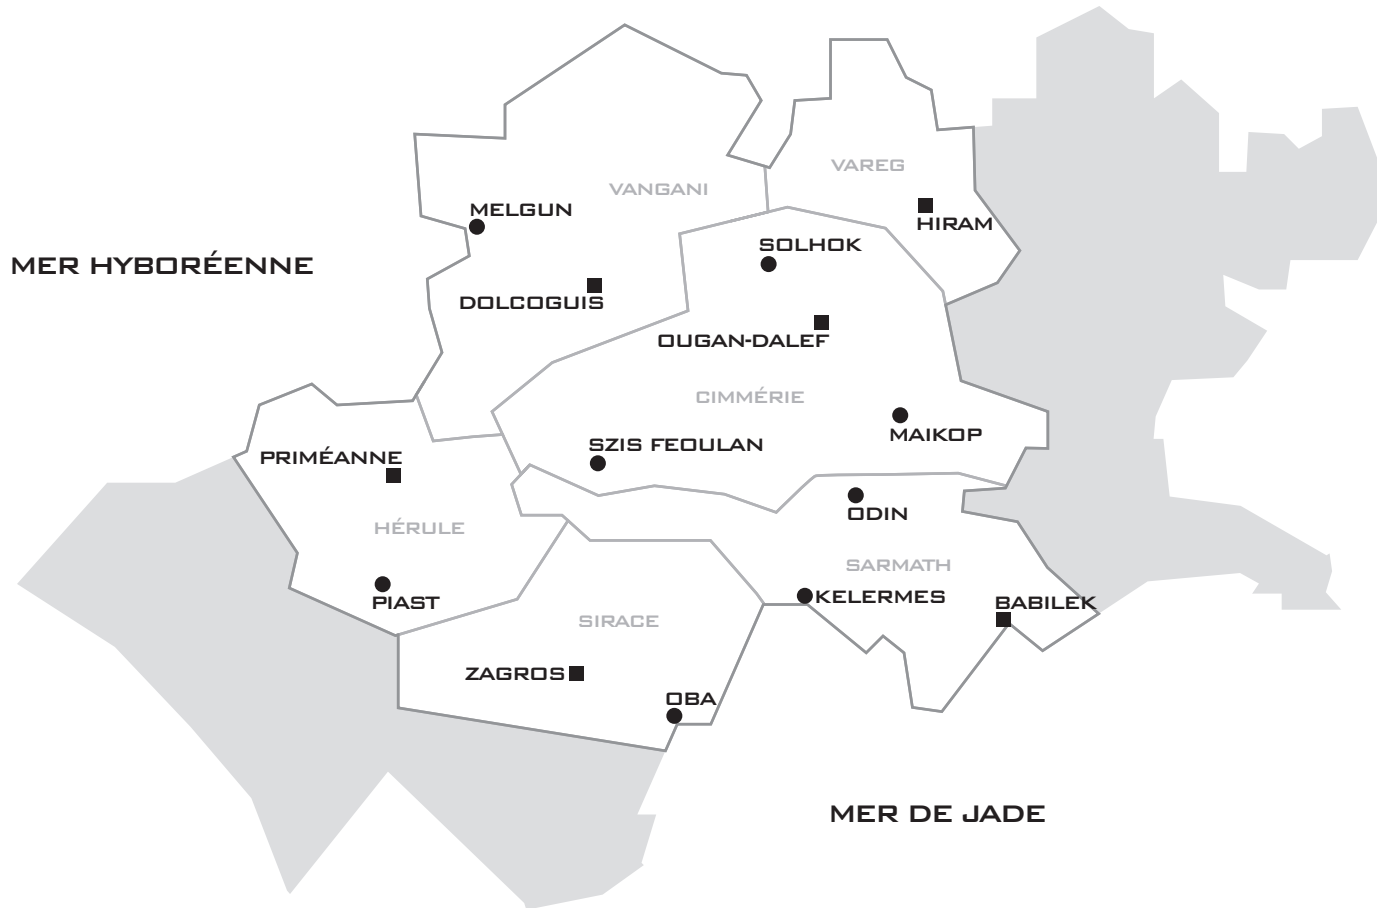 VAREG
VANGANI
MELGUN
HIRAM
SOLHOK
MER HYBORÉENNE
DOLCOGUIS
OUGAN-DALEF
CIMMÉRIE
MAIKOP
SZIS FEOULAN
PRIMÉANNE
ODIN
HÉRULE
SARMATH
KELERMES
BABILEK
PIAST
SIRACE
ZAGROS
OBA
MER DE JADE